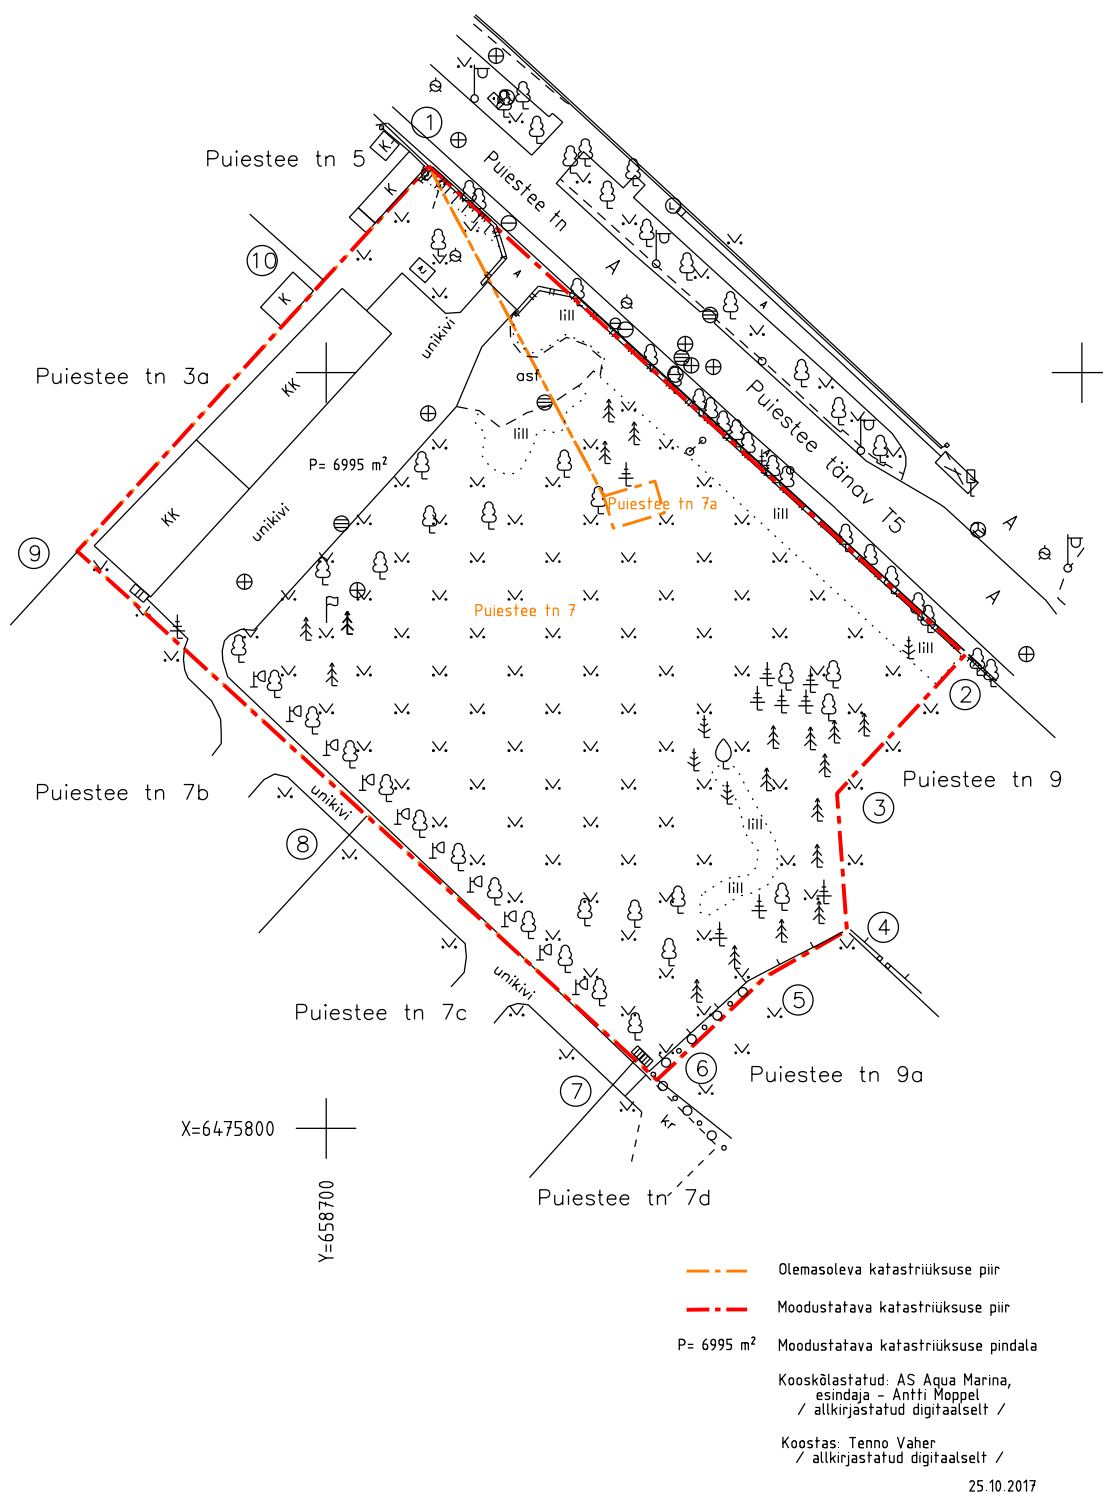 1
Puiestee tn 5
K
K
Puiestee tn
A
10
K
A
A
A
lill
unikivi
Puiestee tn 3a
asf
KK
Puiestee tänav T5
lill
P= 6995 m²
Puiestee tn 7a
lill
KK
unikivi
A
9
A
Puiestee tn 7
lill
2
Puiestee tn 9
Puiestee tn 7b
unikivi
3
lill
8
lill
4
unikivi
5
Puiestee tn 7c
6
Puiestee tn 9a
7
kr
X=6475800
Y=658700
Puiestee tn 7d
Olemasoleva katastriüksuse piir
Moodustatava katastriüksuse piir
P= 6995 m² Moodustatava katastriüksuse pindala
Kooskõlastatud: AS Aqua Marina,
esindaja - Antti Moppel
/ allkirjastatud digitaalselt /
Koostas: Tenno Vaher
/ allkirjastatud digitaalselt /
25.10.2017